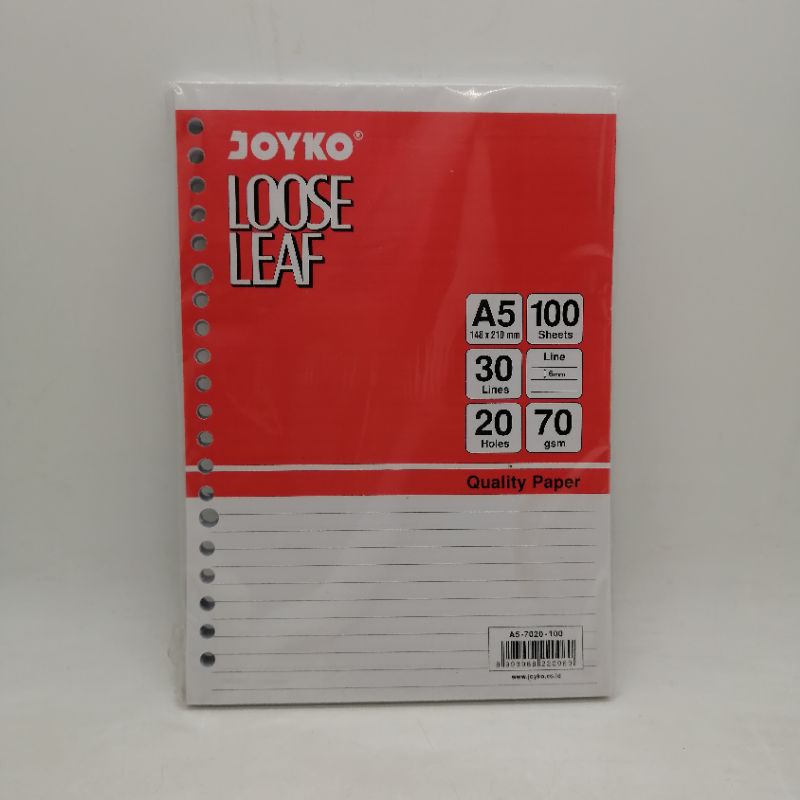 JOYKO®
LOOSE
LEAF
A5
148 x 210 mm
100
Sheets
30
Lines
Line
6mm
20
Holes
70
gsm
Quality Paper
A5-7020-100
www.joyko.co.id